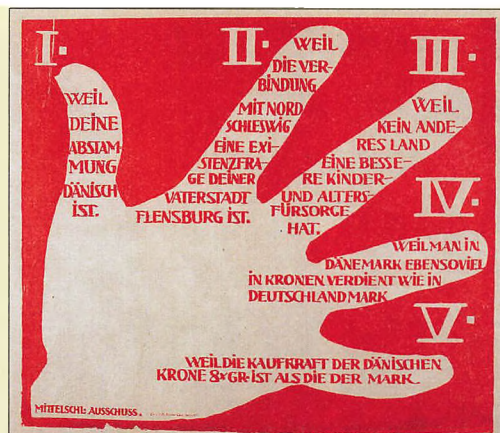 I.
WEIL
DEINE
ABSTAM-
MUNG
DÄNISCH
IST.
II.
WEIL
DIE VER-
BINDUNG
MIT NORD
SCHLESWIG
EINE EXI-
STENZFRA-
GE DEINER
VATERSTADT
FLENSBURG IST.
III.
WEIL
KEIN ANDE-
RES LAND
EINE BESSE-
RE KINDER-
UND ALTERS-
FÜRSORGE
HAT.
IV.
WEIL MAN IN
DÄNEMARK EBENSOVIEL
IN KRONEN VERDIENT WIE IN
DEUTSCHLAND MARK
V.
WEIL DIE KAUFKRAFT DER DÄNISCHEN
KRONE 8×GR. IST ALS DIE DER MARK.
MITTELSCHL: AUSSCHUSS.